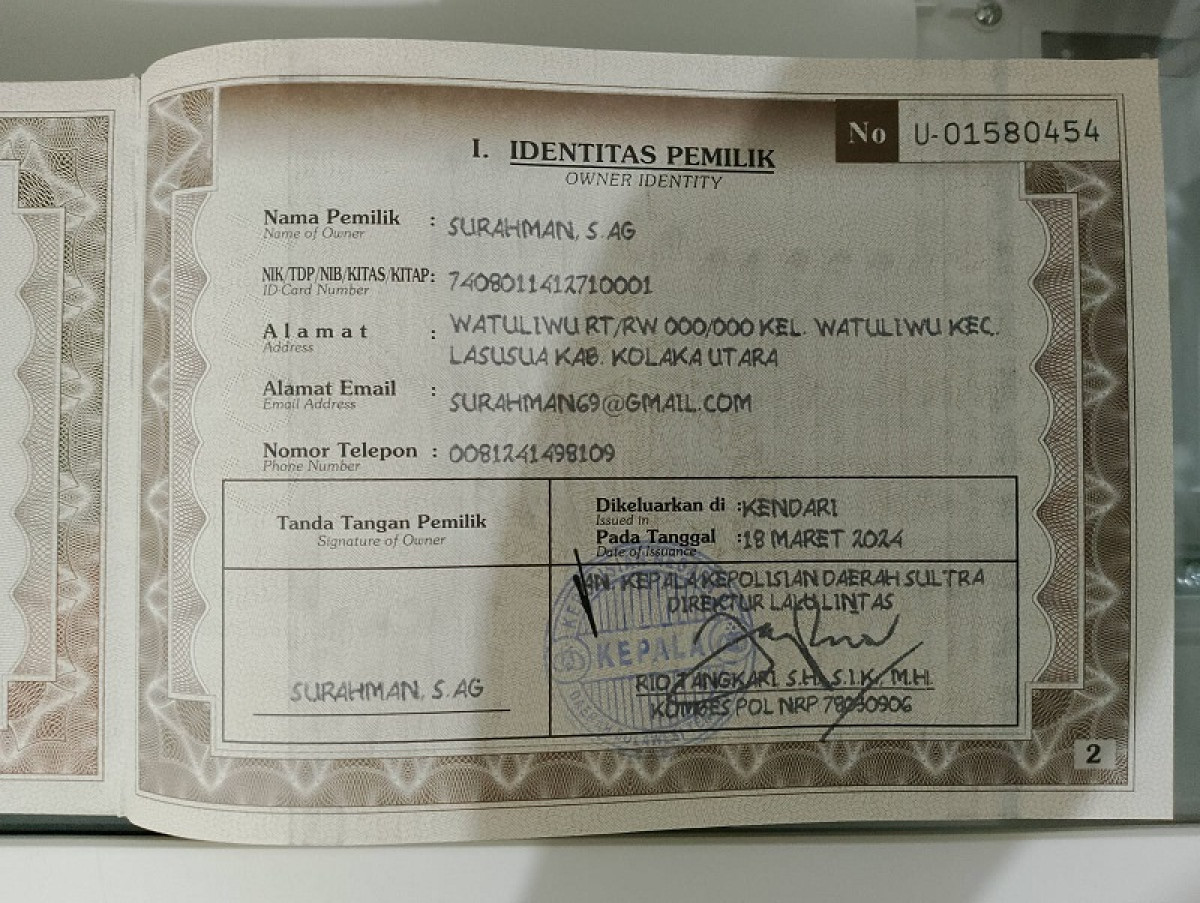 No U-01580454
I. IDENTITAS PEMILIK
OWNER IDENTITY
Nama Pemilik : SURAHMAN, S.AG
Name of Owner
NIK/TDP/NIB/KITAS/KITAP: 7408011412710001
ID Card Number
Alamat : WATULIWU RT/RW 000/000 KEL. WATULIWU KEC.
Address
LASUSUA KAB. KOLAKA UTARA
Alamat Email : SURAHMAN69@GMAIL.COM
Email Address
Nomor Telepon : 0081241498109
Phone Number
Tanda Tangan Pemilik
Signature of Owner
SURAHMAN, S.AG
Dikeluarkan di : KENDARI
Issued in
Pada Tanggal : 18 MARET 2024
Date of Issuance
AN. KEPALA KEPOLISIAN DAERAH SULTRA
DIREKTUR LALU LINTAS
KEPALA
RIO TANGKARI S.H., S.I.K., M.H.
KOMBES POL NRP
2